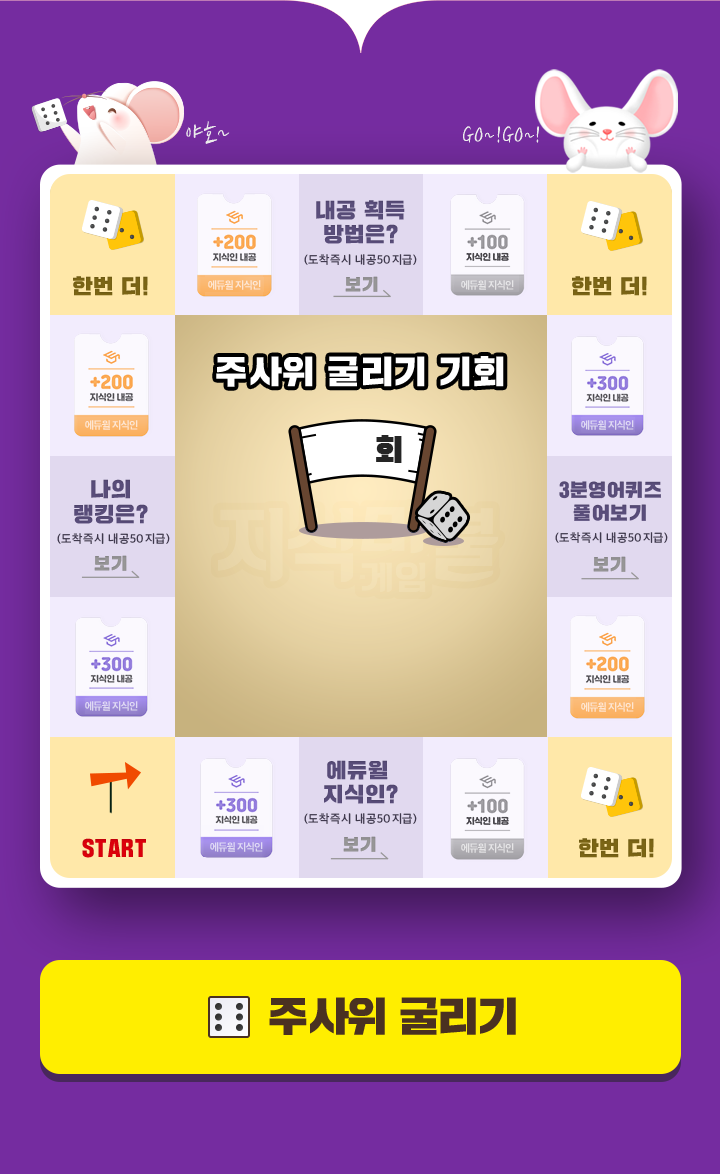 야호~
GO~!GO~!
한번 더!
+200
지식인 내공
에듀윌 지식인
내공 획득
방법은?
(도착즉시 내공50 지급)
보기
+100
지식인 내공
에듀윌 지식인
한번 더!
+200
지식인 내공
에듀윌 지식인
주사위 굴리기 기회
회
+300
지식인 내공
에듀윌 지식인
나의
랭킹은?
(도착즉시 내공50 지급)
보기
게임
3분영어퀴즈
풀어보기
(도착즉시 내공50 지급)
보기
+300
지식인 내공
에듀윌 지식인
+200
지식인 내공
에듀윌 지식인
START
+300
지식인 내공
에듀윌 지식인
에듀윌
지식인?
(도착즉시 내공50 지급)
보기
+100
지식인 내공
에듀윌 지식인
한번 더!
주사위 굴리기